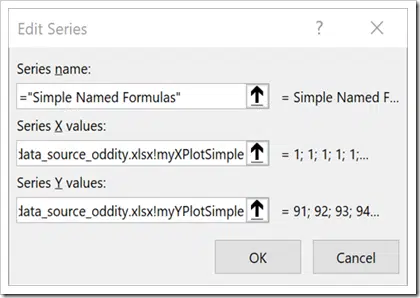 Edit Series ? ×
Series name:
="Simple Named Formulas" = Simple Named F...
Series X values:
data_source_oddity.xlsx!myXPlotSimple = 1; 1; 1; 1; 1;...
Series Y values:
data_source_oddity.xlsx!myYPlotSimple = 91; 92; 93; 94...
OK Cancel